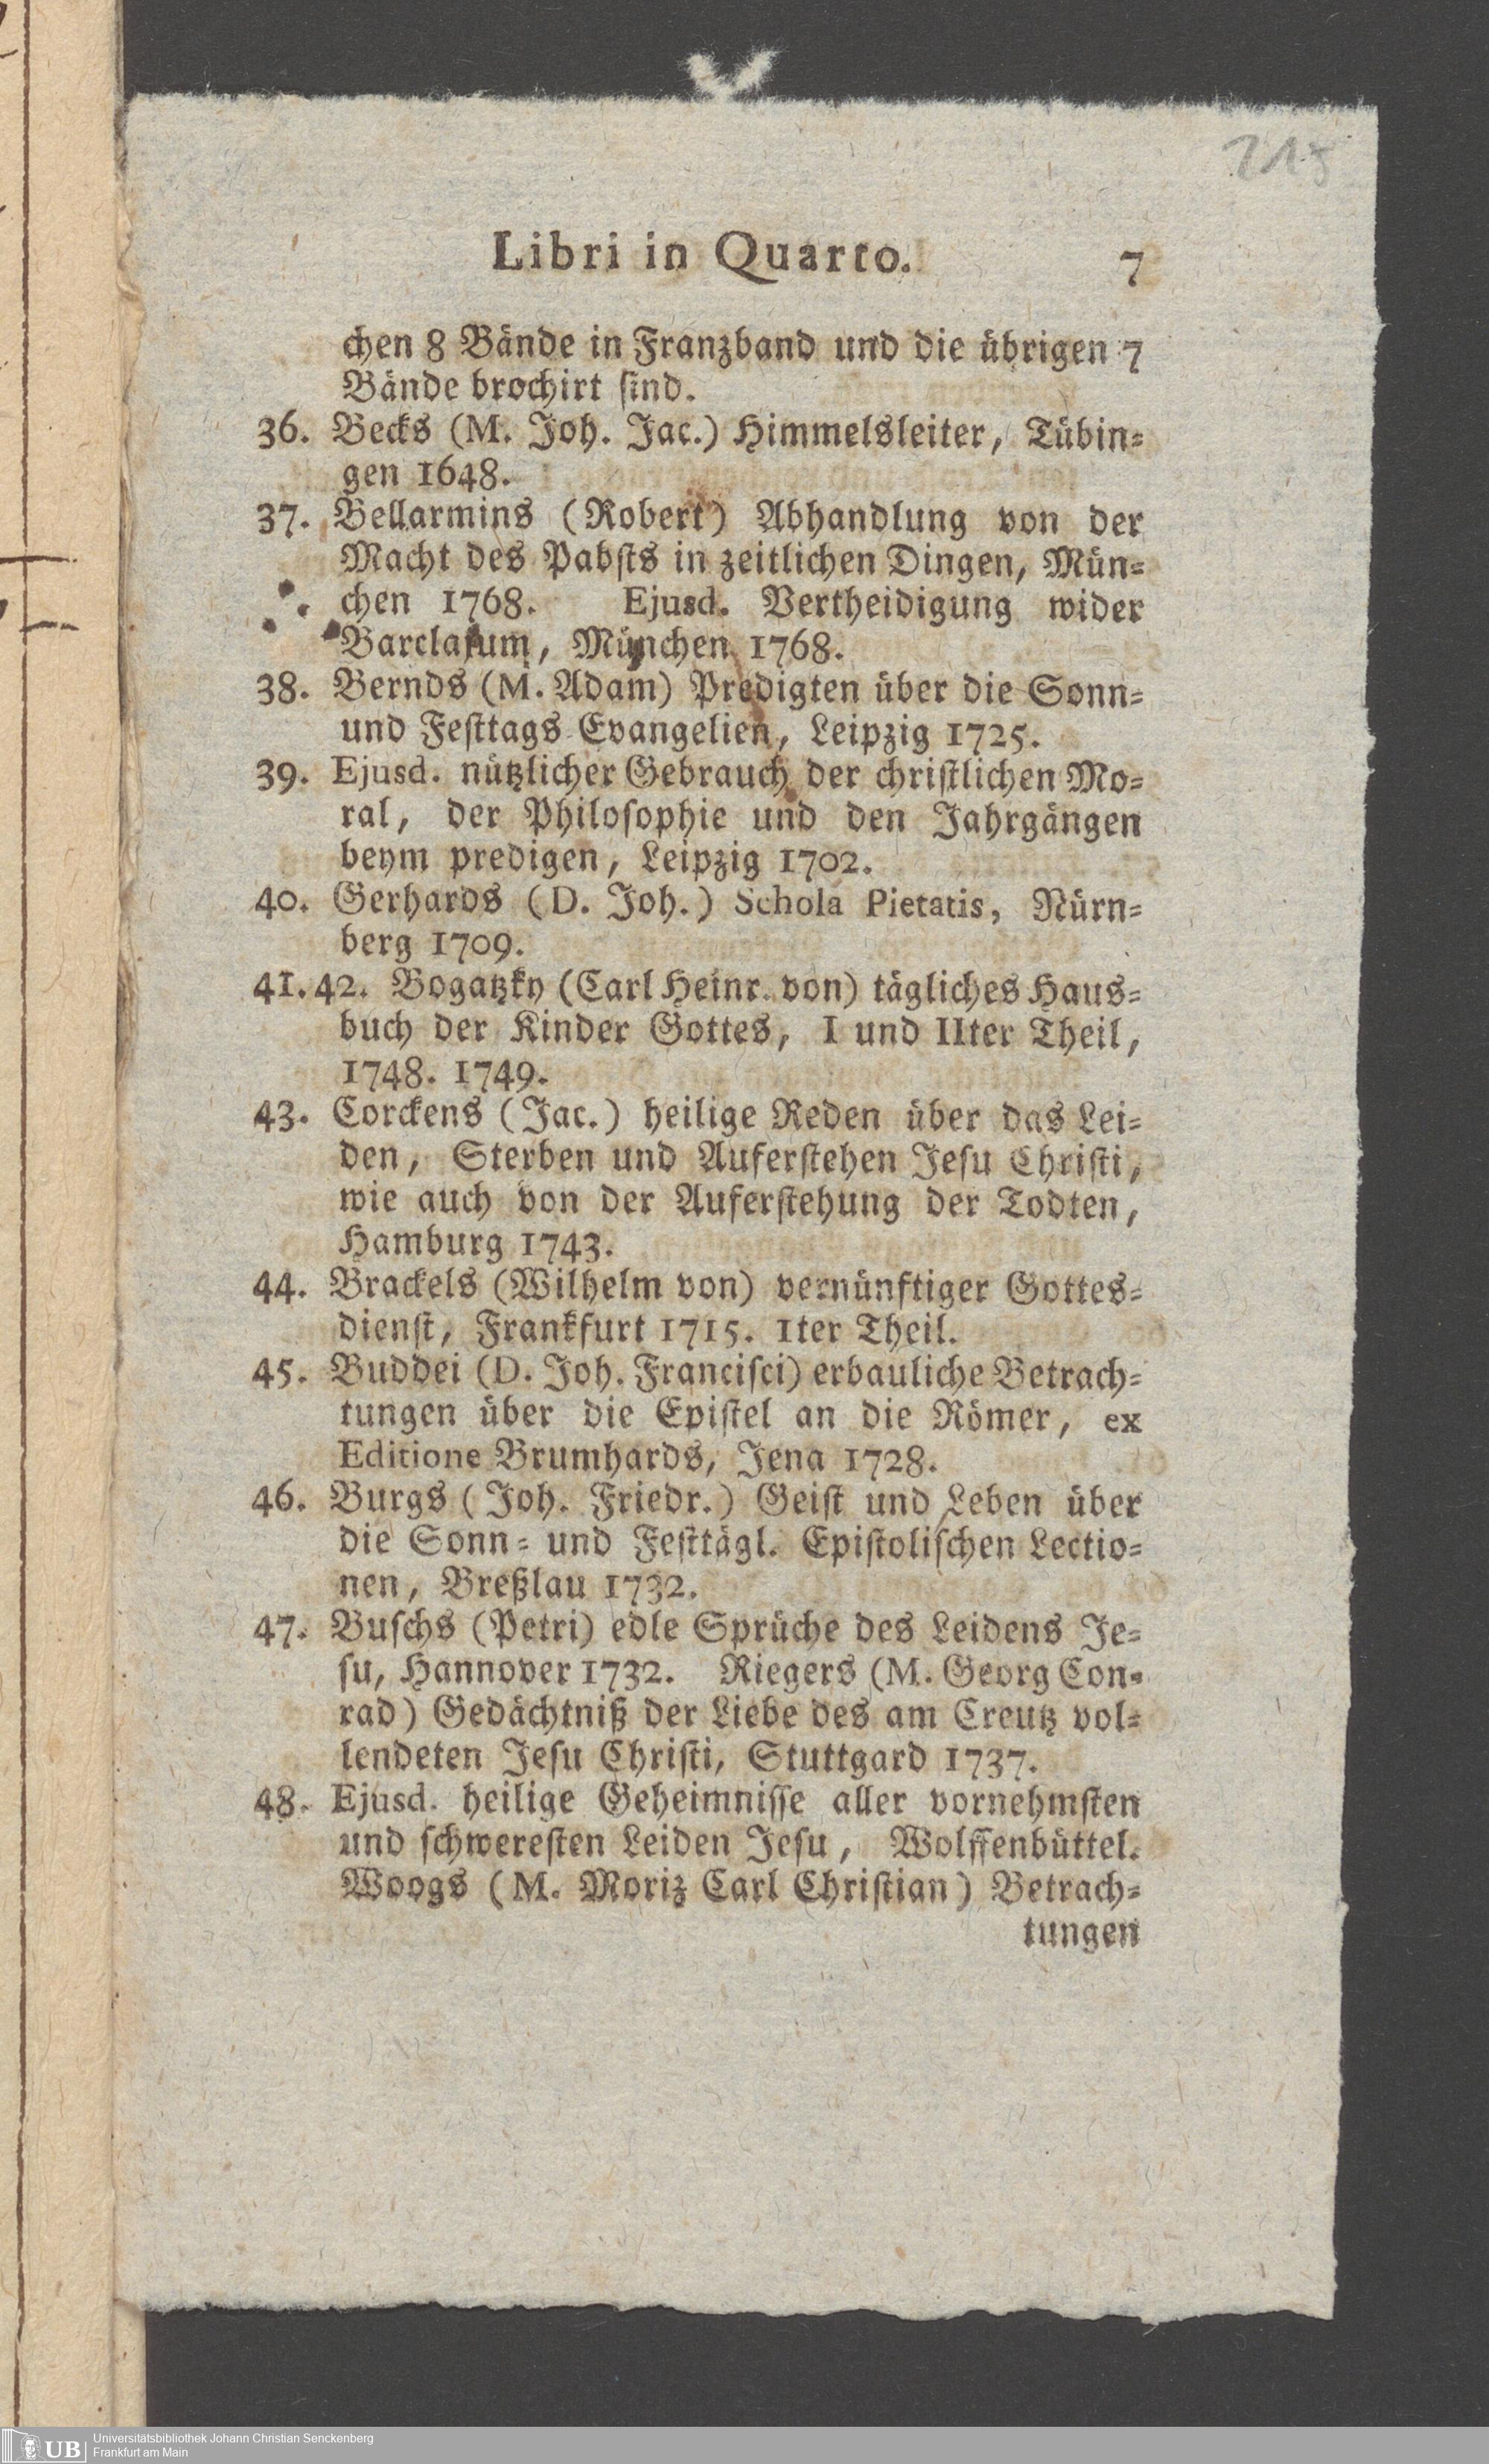 215
Libri in Quarto. 7
chen 8 Bände in Franzband und die übrigen 7
Bände brochirt ſind.
36. Becks (M. Joh. Jac.) Himmelsleiter, Tübin-
gen 1648.
37. Bellarmins (Robert) Abhandlung von der
Macht des Pabſts in zeitlichen Dingen, Mün-
chen 1768. Ejusd. Vertheidigung wider
Barclajum, München 1768.
38. Bernds (M. Adam) Predigten über die Sonn-
und Feſttags Evangelien, Leipzig 1725.
39. Ejusd. nützlicher Gebrauch der chriſtlichen Mo-
ral, der Philoſophie und den Jahrgängen
beym predigen, Leipzig 1702.
40. Gerhards (D. Joh.) Schola Pietatis, Nürn-
berg 1709.
41. 42. Bogatzky (Carl Heinr. von) tägliches Haus-
buch der Kinder Gottes, I und IIter Theil,
1748. 1749.
43. Corckens (Jac.) heilige Reden über das Lei-
den, Sterben und Auferſtehen Jeſu Chriſti,
wie auch von der Auferſtehung der Todten,
Hamburg 1743.
44. Brackels (Wilhelm von) vernünftiger Gottes-
dienſt, Frankfurt 1715. 1ter Theil.
45. Buddei (D. Joh. Franciſci) erbauliche Betrach-
tungen über die Epiſtel an die Römer, ex
Editione Brumhards, Jena 1728.
46. Burgs (Joh. Friedr.) Geiſt und Leben über
die Sonn- und Feſttägl. Epiſtoliſchen Lectio-
nen, Breßlau 1732.
47. Buſchs (Petri) edle Sprüche des Leidens Je-
ſu, Hannover 1732. Riegers (M. Georg Con-
rad) Gedächtniß der Liebe des am Creutz vol-
lendeten Jeſu Chriſti, Stuttgard 1737.
48. Ejusd. heilige Geheimniſſe aller vornehmſten
und ſchwereſten Leiden Jeſu, Wolffenbüttel.
Woogs (M. Moriz Carl Chriſtian) Betrach-
tungen
UB
Universitätsbibliothek Johann Christian Senckenberg
Frankfurt am Main